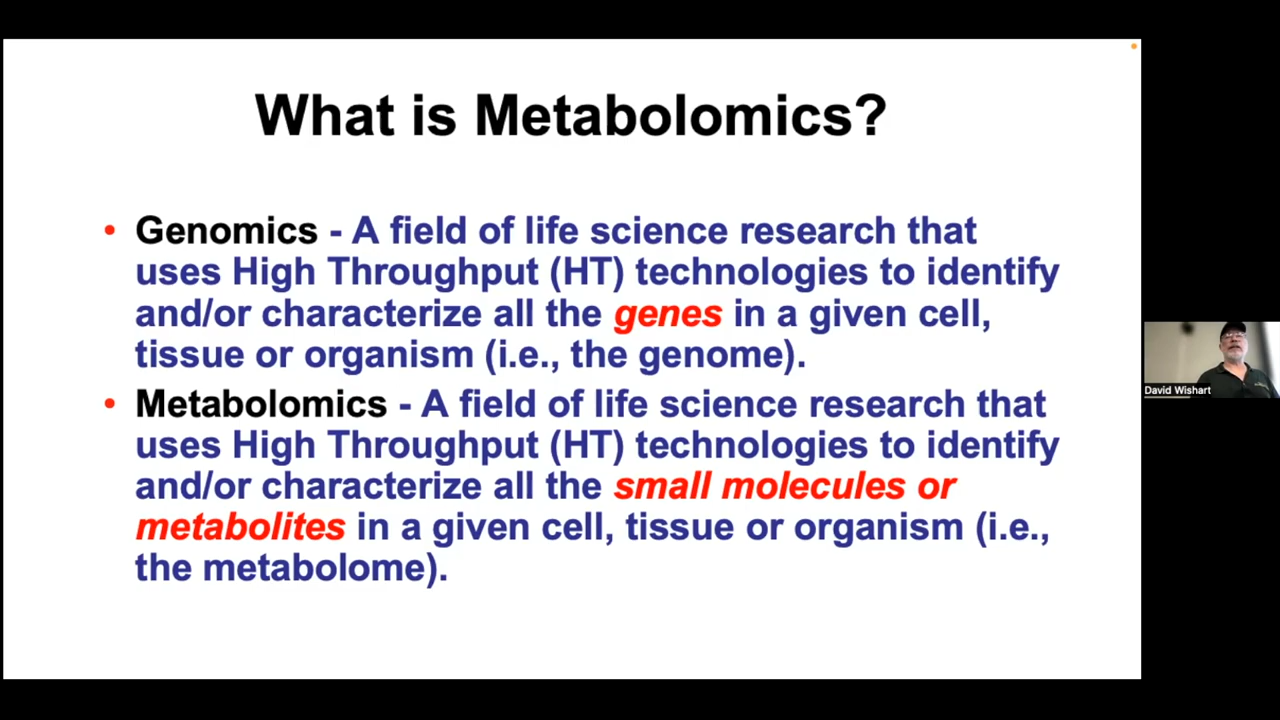 What is Metabolomics?
• Genomics - A field of life science research that
uses High Throughput (HT) technologies to identify
and/or characterize all the genes in a given cell,
tissue or organism (i.e., the genome).
• Metabolomics - A field of life science research that
uses High Throughput (HT) technologies to identify
and/or characterize all the small molecules or
metabolites in a given cell, tissue or organism (i.e.,
the metabolome).
David Wishart